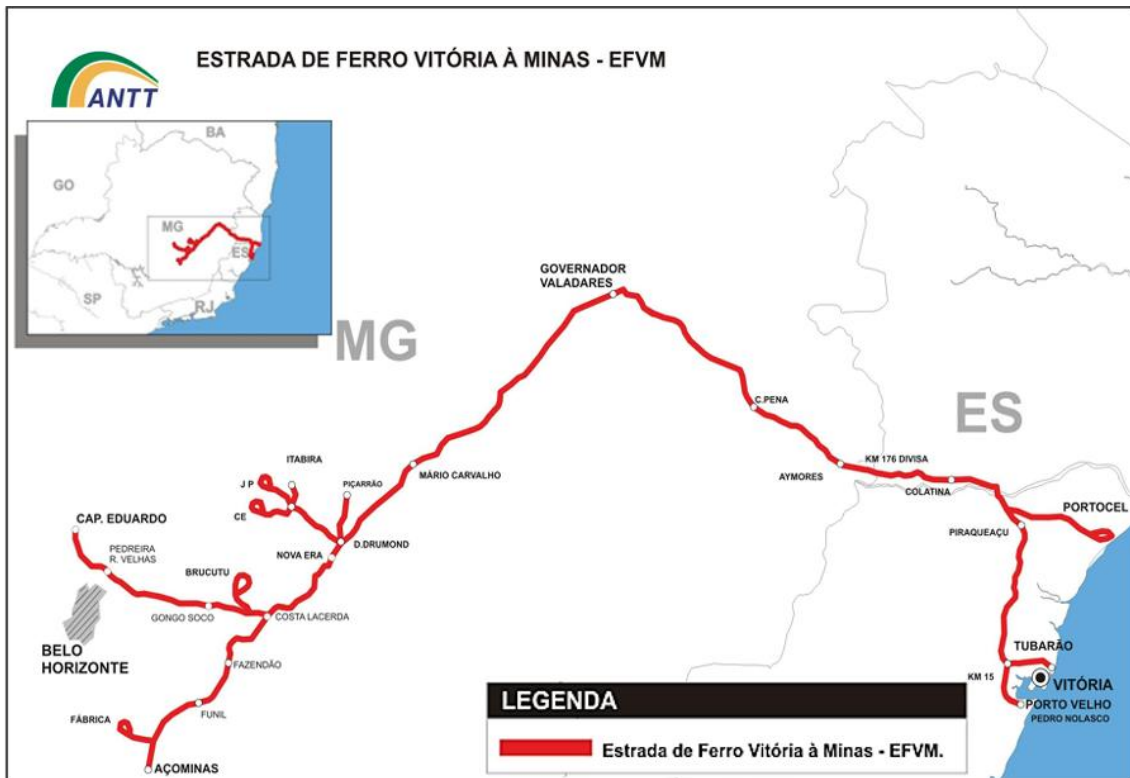 ESTRADA DE FERRO VITÓRIA À MINAS - EFVM
ANTT
BA
GO
MG
ES
SP
RJ
GOVERNADOR
VALADARES
MG
ES
C.PENA
KM 176 DIVISA
AYMORES
COLATINA
PORTOCEL
PIRAQUEAÇU
ITABIRA
J P
PIÇARRÃO
MÁRIO CARVALHO
CE
CAP. EDUARDO
D.DRUMOND
PEDREIRA
R. VELHAS
NOVA ERA
BRUCUTU
GONGO SOCO
COSTA LACERDA
BELO
HORIZONTE
FAZENDÃO
TUBARÃO
KM 15
VITÓRIA
PORTO VELHO
PEDRO NOLASCO
FÁBRICA
FUNIL
AÇOMINAS
LEGENDA
Estrada de Ferro Vitória à Minas - EFVM.